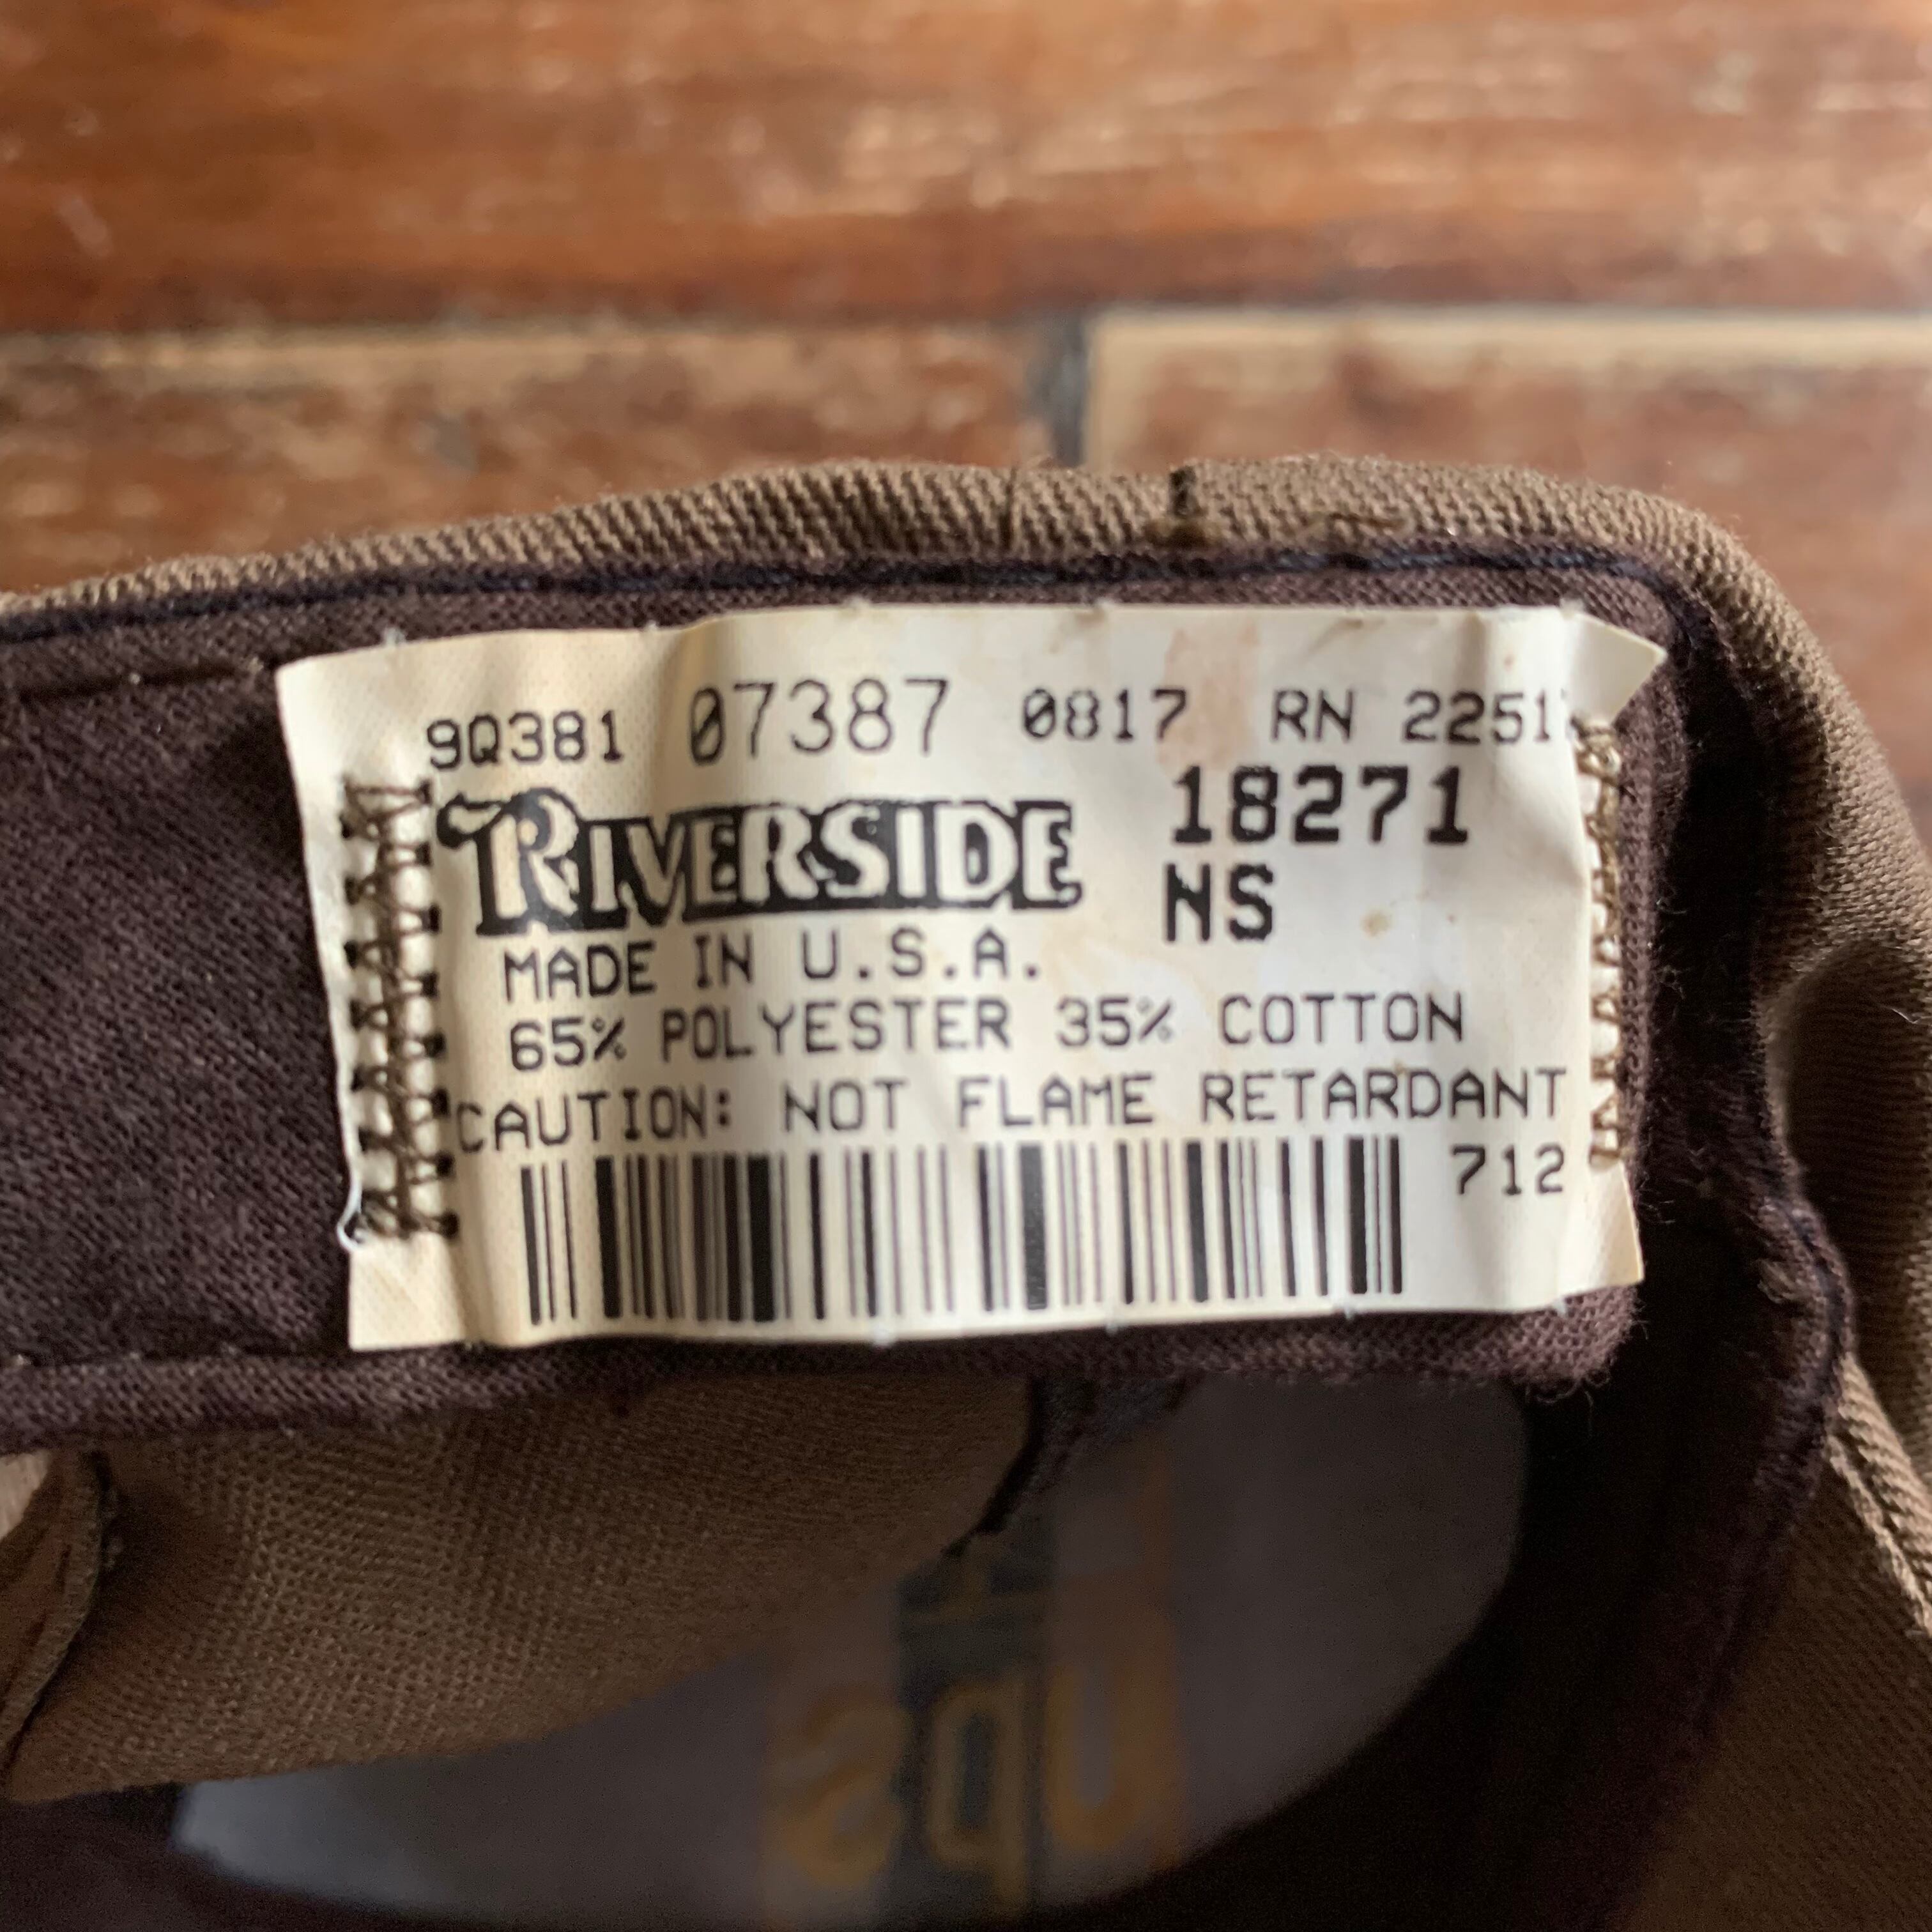 9Q381 07387 0817 RN 2251
RIVERSIDE 18271
NS
MADE IN U.S.A.
65% POLYESTER 35% COTTON
CAUTION: NOT FLAME RETARDANT
712